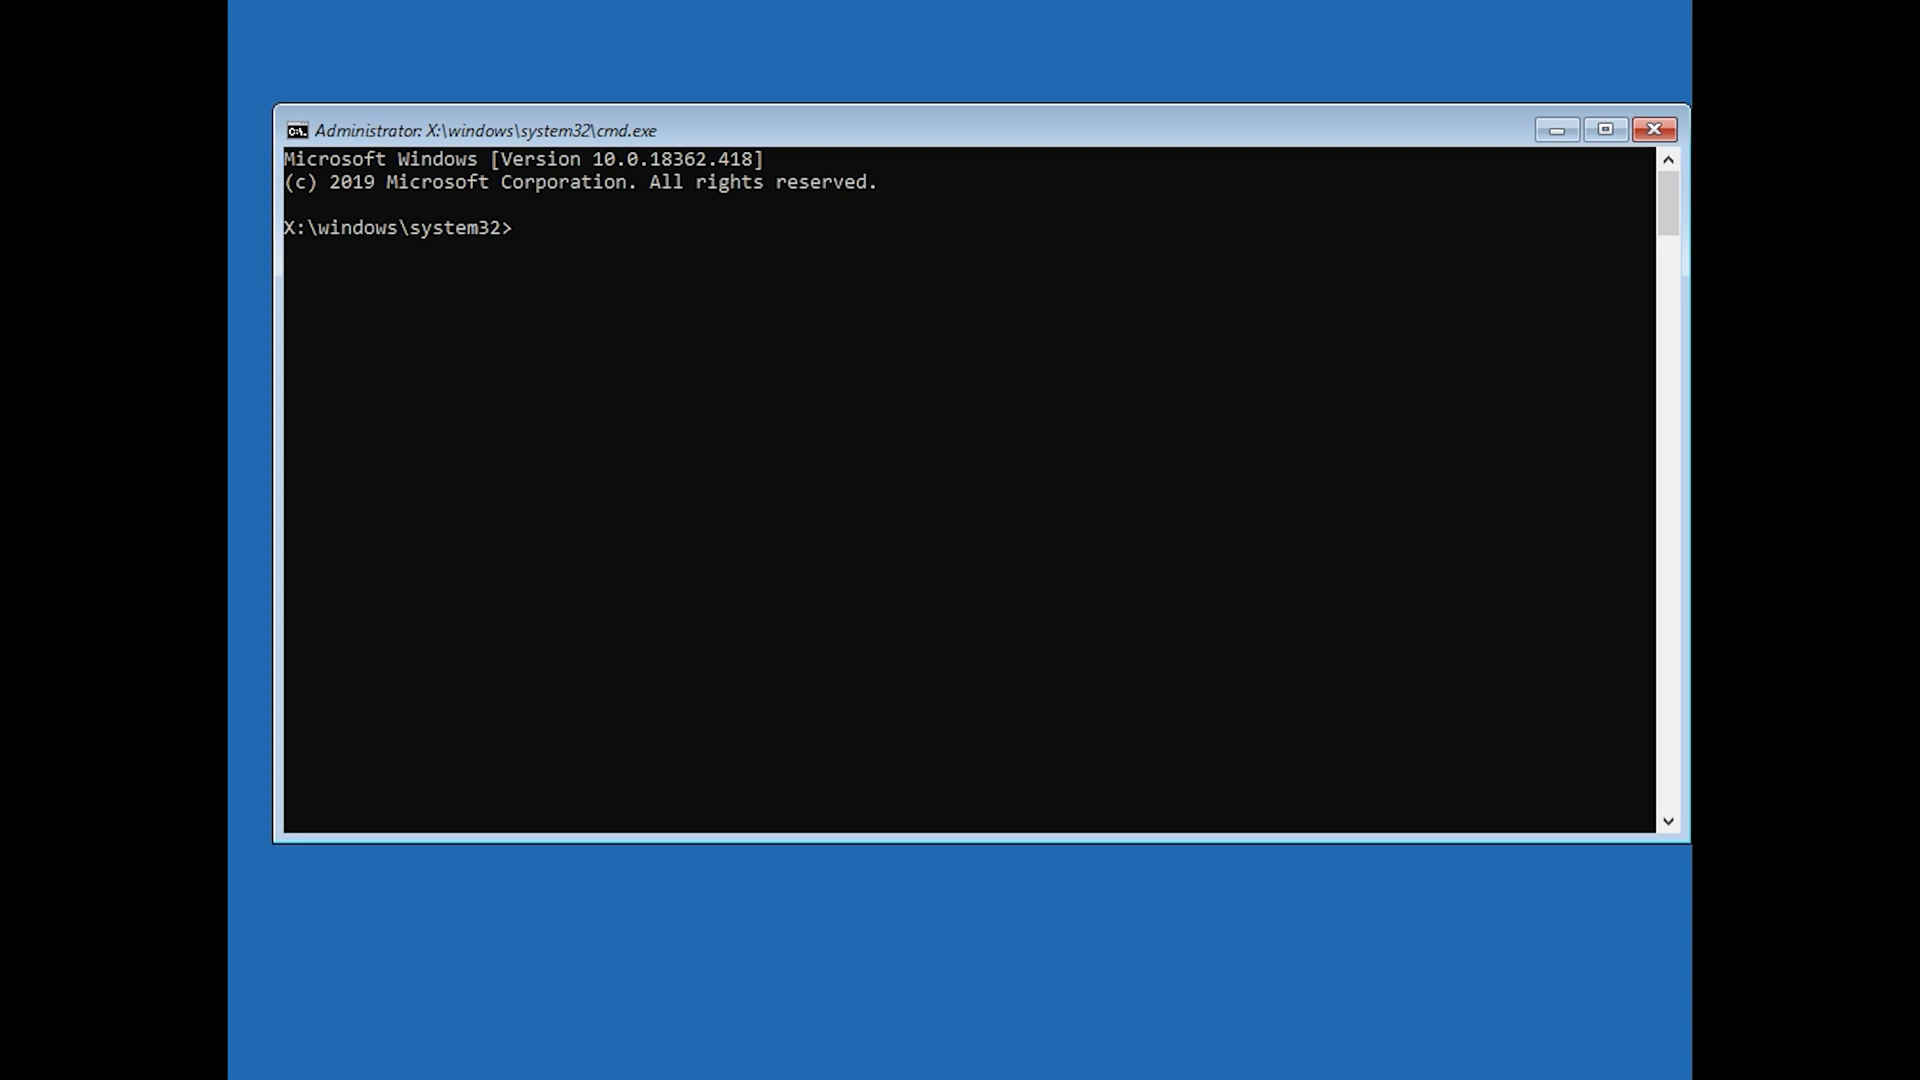 Administrator: X:\windows\system32\cmd.exe
Microsoft Windows [Version 10.0.18362.418]
(c) 2019 Microsoft Corporation. All rights reserved.
X:\windows\system32>